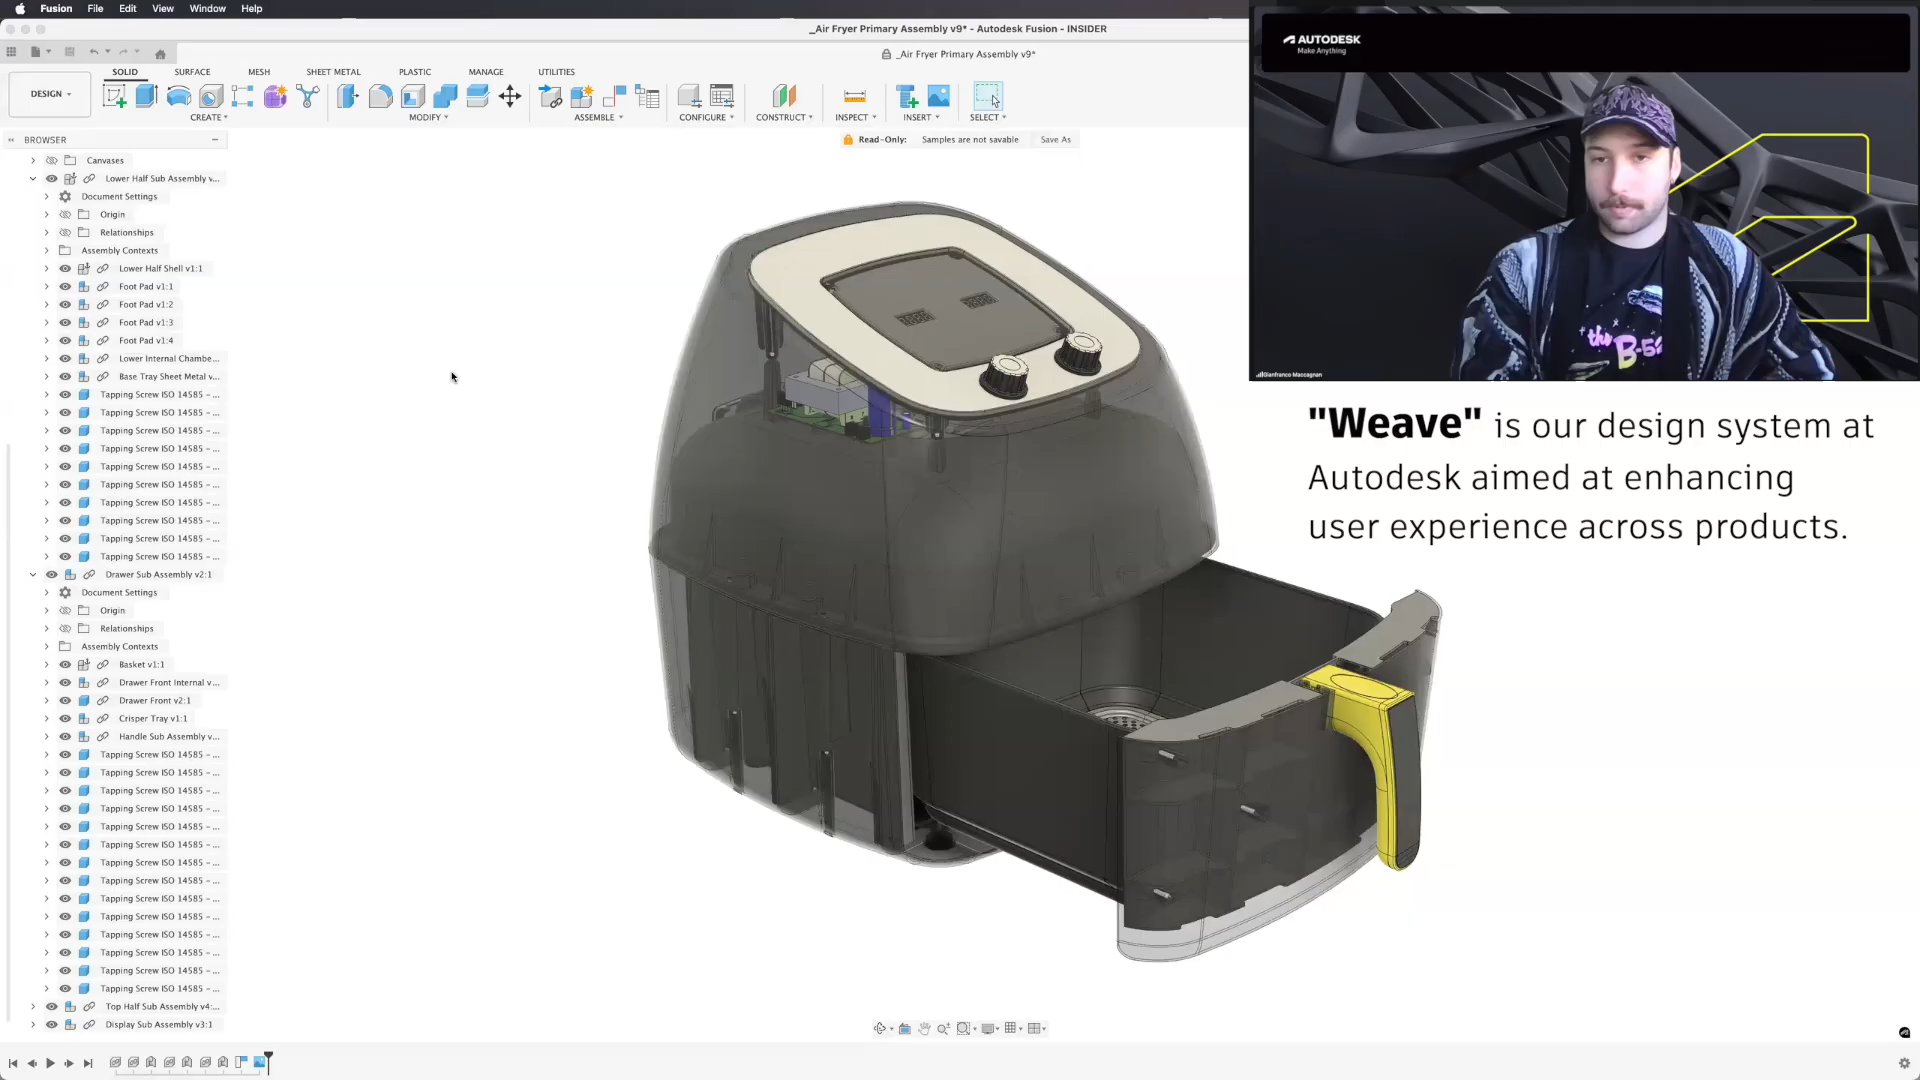 Fusion File Edit View Window Help
_Air Fryer Primary Assembly v9* - Autodesk Fusion - INSIDER
_Air Fryer Primary Assembly v9*
SOLID SURFACE MESH SHEET METAL PLASTIC MANAGE UTILITIES
DESIGN
CREATE MODIFY ASSEMBLE CONFIGURE CONSTRUCT INSPECT INSERT SELECT
BROWSER
Read-Only: Samples are not savable Save As
Canvases
Lower Half Sub Assembly v...
Document Settings
Origin
Relationships
Assembly Contexts
Lower Half Shell v1:1
Foot Pad v1:1
Foot Pad v1:2
Foot Pad v1:3
Foot Pad v1:4
Lower Internal Chambe...
Base Tray Sheet Metal v...
Tapping Screw ISO 14585 - ...
Tapping Screw ISO 14585 - ...
Tapping Screw ISO 14585 - ...
Tapping Screw ISO 14585 - ...
Tapping Screw ISO 14585 - ...
Tapping Screw ISO 14585 - ...
Tapping Screw ISO 14585 - ...
Tapping Screw ISO 14585 - ...
Tapping Screw ISO 14585 - ...
Tapping Screw ISO 14585 - ...
Drawer Sub Assembly v2:1
Document Settings
Origin
Relationships
Assembly Contexts
Basket v1:1
Drawer Front Internal v...
Drawer Front v2:1
Crisper Tray v1:1
Handle Sub Assembly v...
Tapping Screw ISO 14585 - ...
Tapping Screw ISO 14585 - ...
Tapping Screw ISO 14585 - ...
Tapping Screw ISO 14585 - ...
Tapping Screw ISO 14585 - ...
Tapping Screw ISO 14585 - ...
Tapping Screw ISO 14585 - ...
Tapping Screw ISO 14585 - ...
Tapping Screw ISO 14585 - ...
Tapping Screw ISO 14585 - ...
Tapping Screw ISO 14585 - ...
Tapping Screw ISO 14585 - ...
Tapping Screw ISO 14585 - ...
Tapping Screw ISO 14585 - ...
Top Half Sub Assembly v4:...
Display Sub Assembly v3:1
AUTODESK
Make Anything
the
B-52
Gianfranco Maccagnan
"Weave" is our design system at
Autodesk aimed at enhancing
user experience across products.